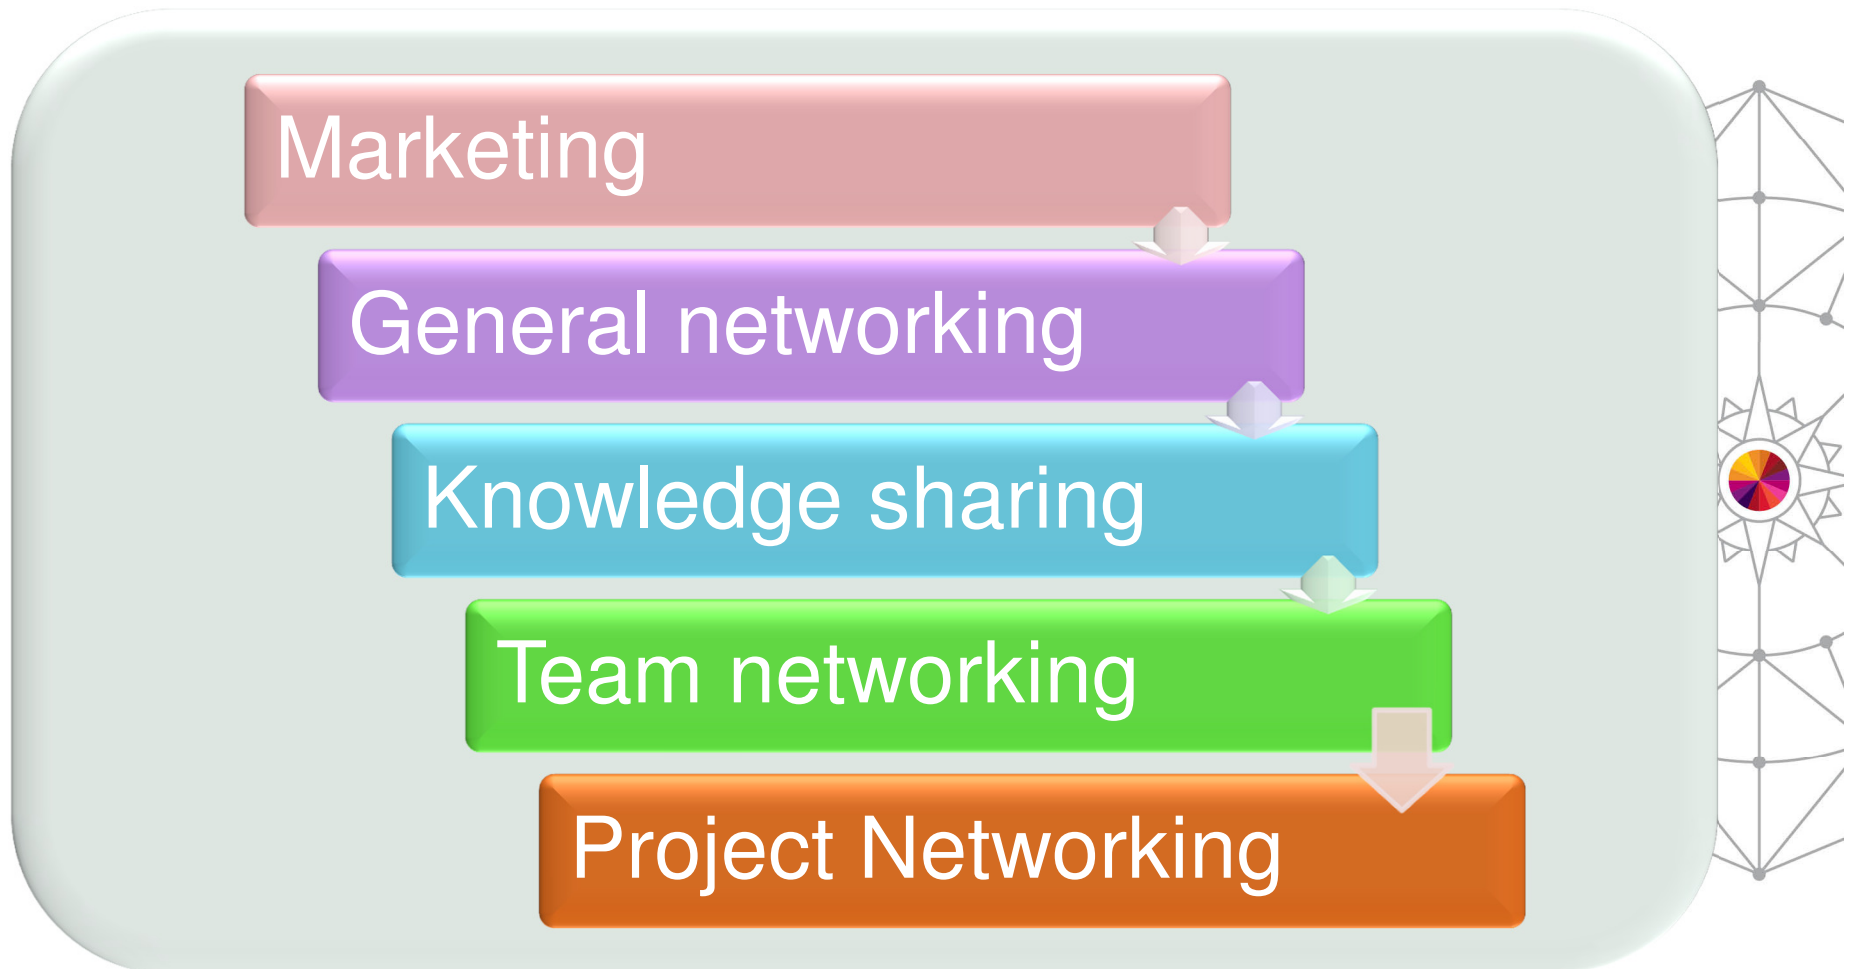 Marketing
General networking
Knowledge sharing
Team networking
Project Networking